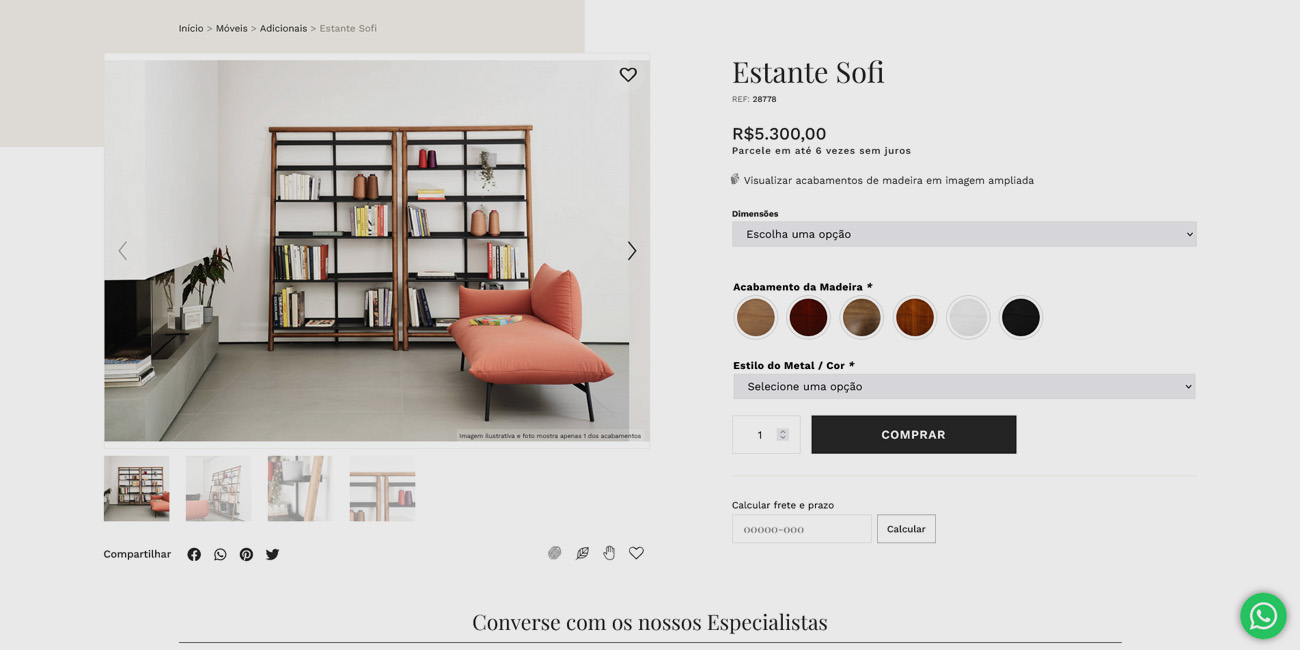 Início > Móveis > Adicionais > Estante Sofi
Imagem ilustrativa e foto mostra apenas 1 dos acabamentos
Compartilhar
Estante Sofi
REF: 28778
R$5.300,00
Parcele em até 6 vezes sem juros
Visualizar acabamentos de madeira em imagem ampliada
Dimensões
Escolha uma opção
Acabamento da Madeira *
Estilo do Metal / Cor *
Selecione uma opção
1
COMPRAR
Calcular frete e prazo
00000-000
Calcular
Converse com os nossos Especialistas